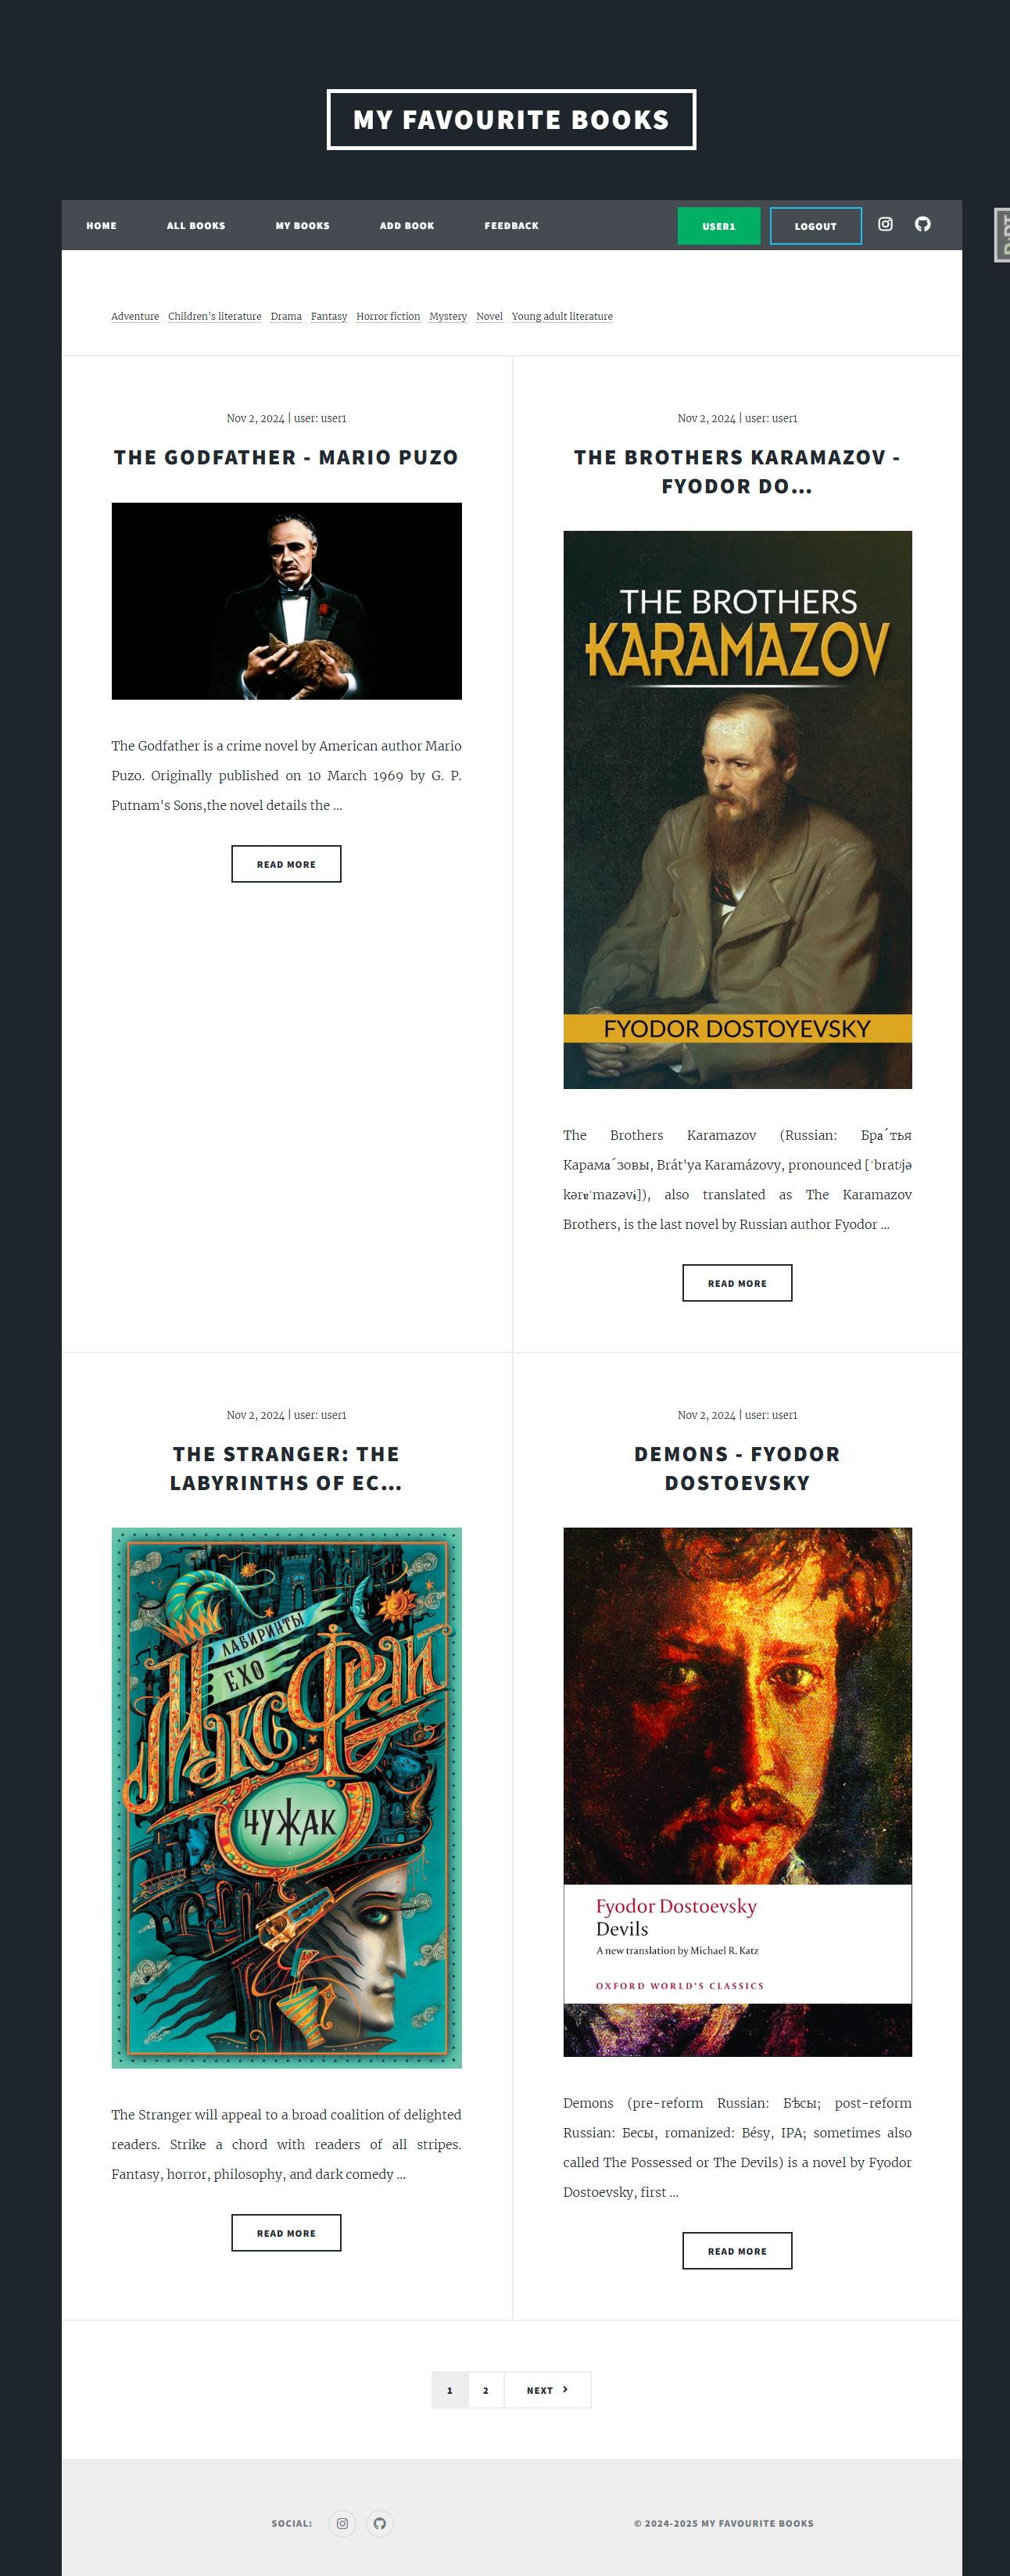 MY FAVOURITE BOOKS
HOME ALL BOOKS MY BOOKS ADD BOOK FEEDBACK USER1 LOGOUT
DjDT
Adventure Children's literature Drama Fantasy Horror fiction Mystery Novel Young adult literature
Nov 2, 2024 | user: user1
THE GODFATHER - MARIO PUZO
The Godfather is a crime novel by American author Mario
Puzo. Originally published on 10 March 1969 by G. P.
Putnam's Sons,the novel details the ...
READ MORE
Nov 2, 2024 | user: user1
THE BROTHERS KARAMAZOV -
FYODOR DO...
THE BROTHERS
KARAMAZOV
FYODOR DOSTOYEVSKY
The Brothers Karamazov (Russian: Бра́тья
Карама́зовы, Brát'ya Karamázovy, pronounced [ˈbratʲjə
kərɐˈmazəvɨ]), also translated as The Karamazov
Brothers, is the last novel by Russian author Fyodor ...
READ MORE
Nov 2, 2024 | user: user1
THE STRANGER: THE
LABYRINTHS OF EC...
ЛАБИРИНТЫ
ЕХО
Макс Фрай
ЧУЖАК
The Stranger will appeal to a broad coalition of delighted
readers. Strike a chord with readers of all stripes.
Fantasy, horror, philosophy, and dark comedy ...
READ MORE
Nov 2, 2024 | user: user1
DEMONS - FYODOR
DOSTOEVSKY
Fyodor Dostoevsky
Devils
A new translation by Michael R. Katz
OXFORD WORLD'S CLASSICS
Demons (pre-reform Russian: Бѣсы; post-reform
Russian: Бесы, romanized: Bésy, IPA; sometimes also
called The Possessed or The Devils) is a novel by Fyodor
Dostoevsky, first ...
READ MORE
1 2 NEXT
SOCIAL:
© 2024-2025 MY FAVOURITE BOOKS